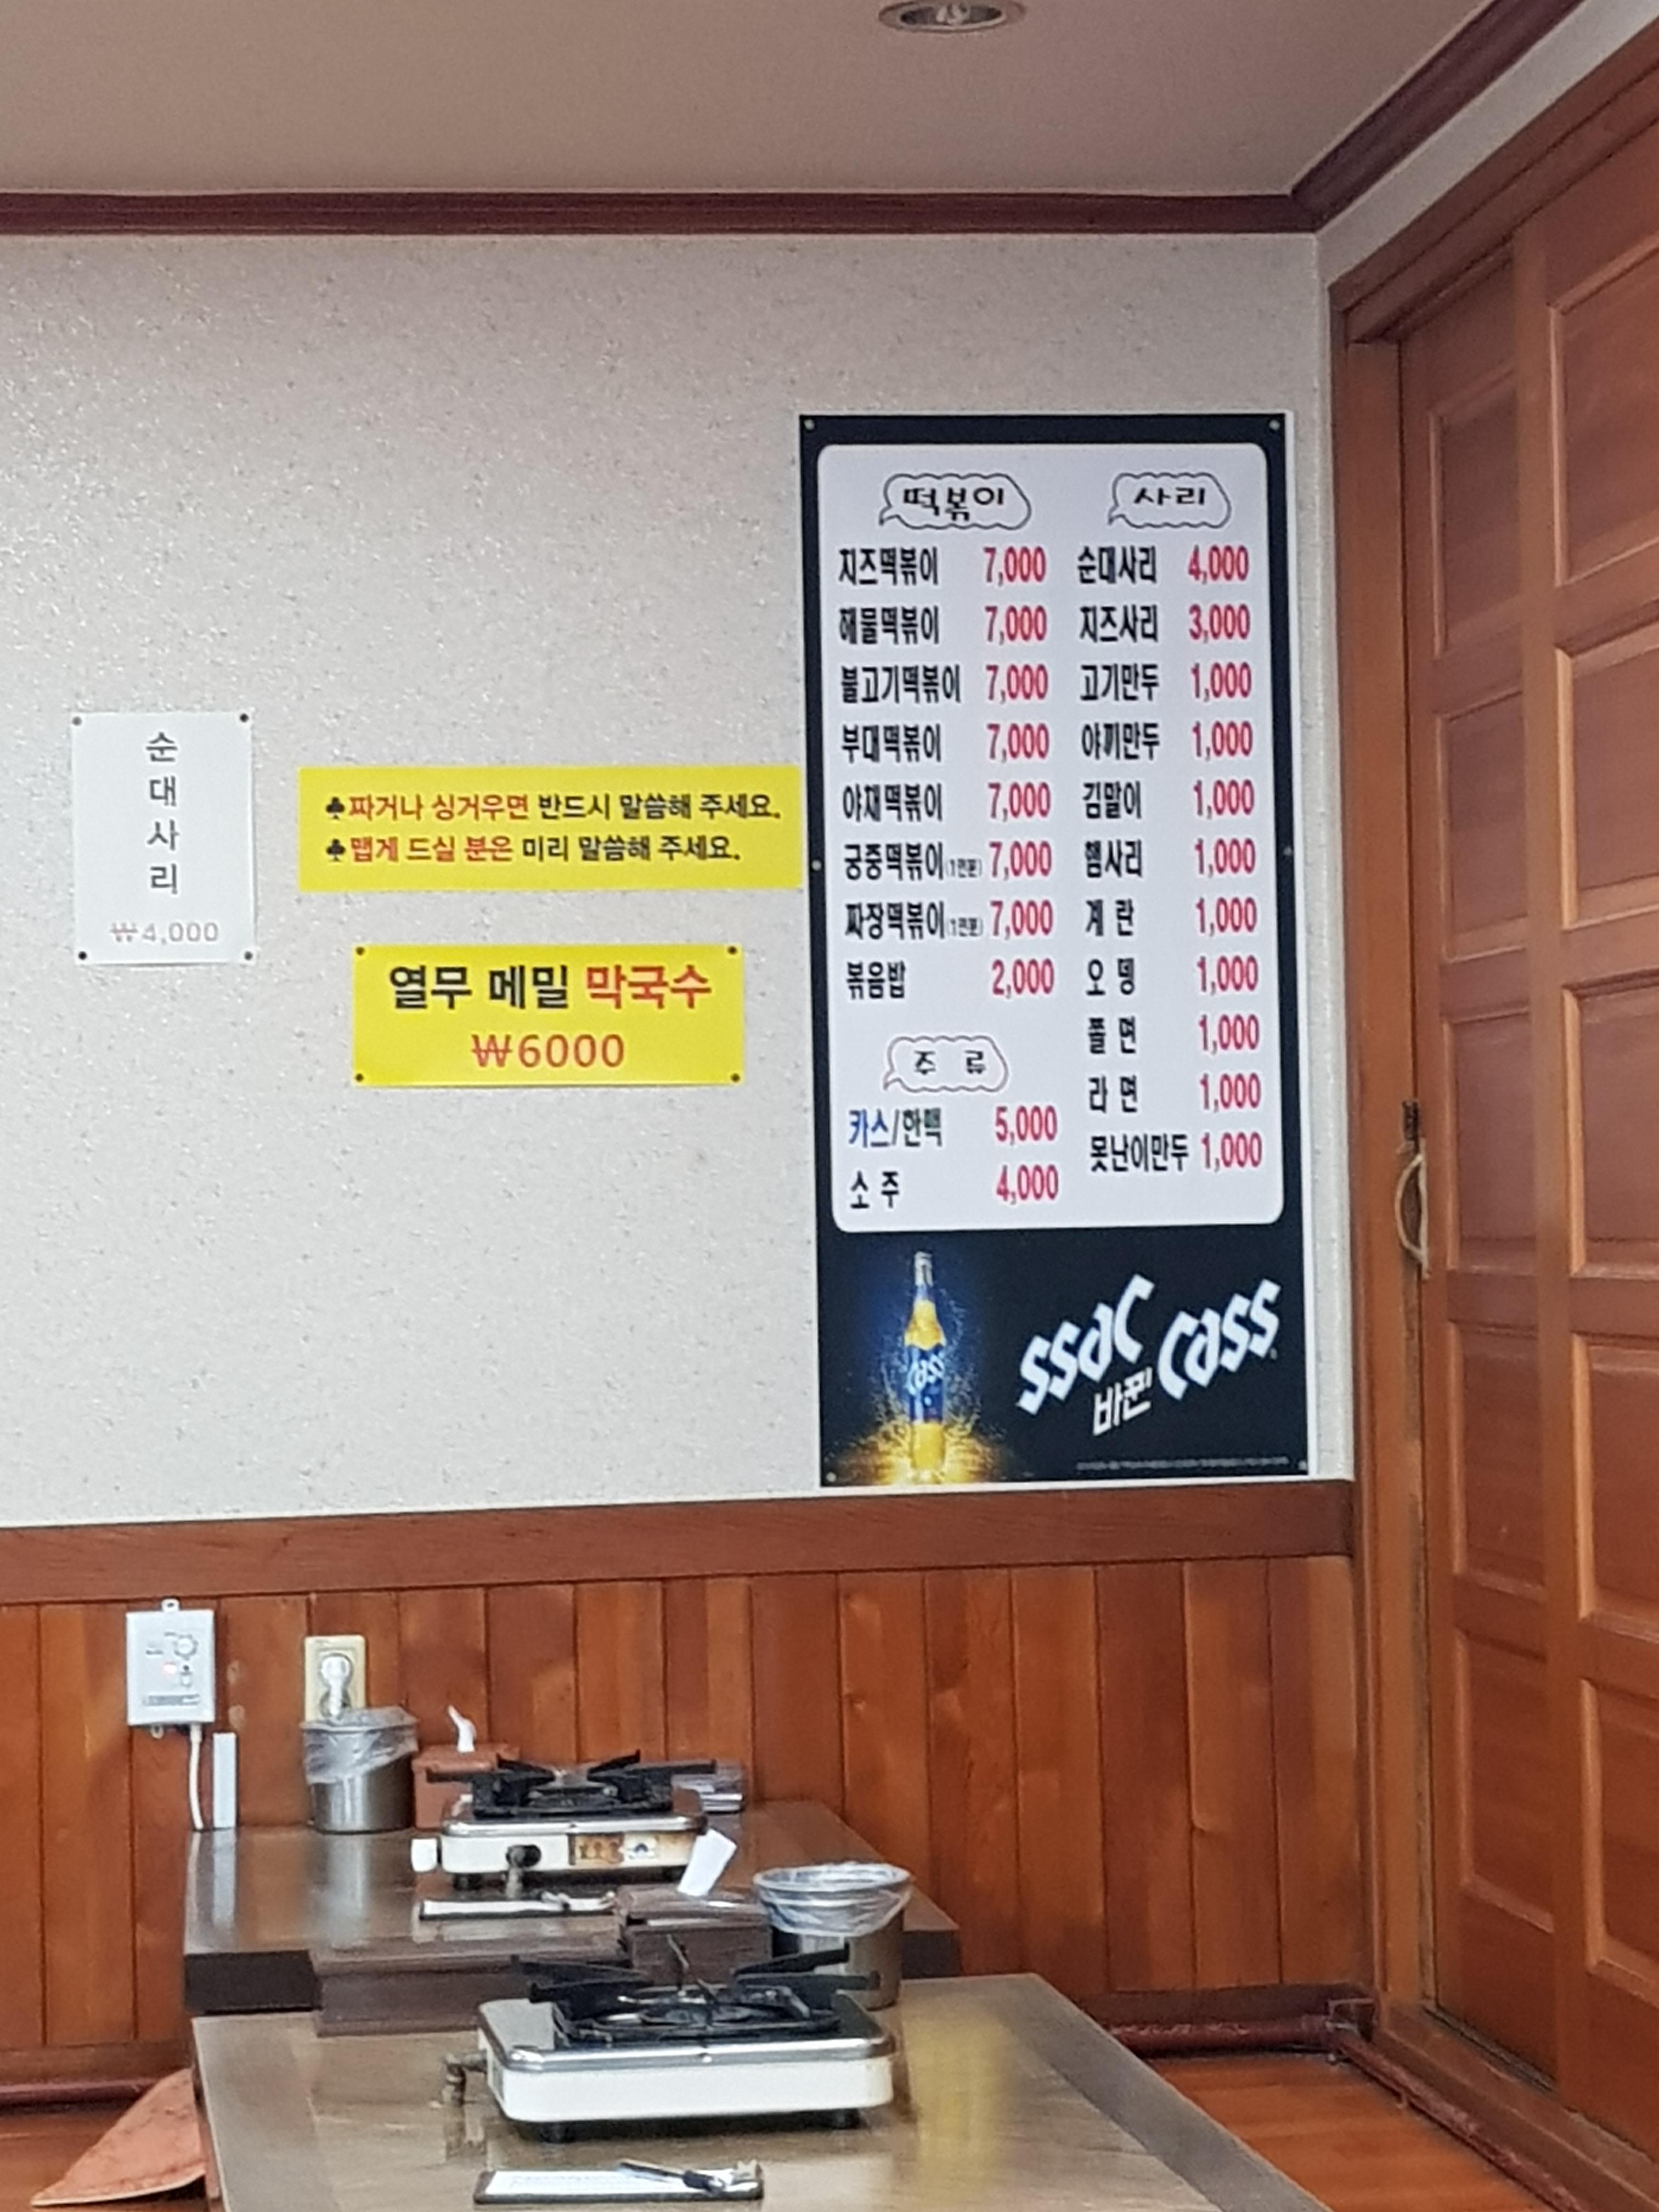 순
대
사
리
₩4,000
♣짜거나 싱거우면 반드시 말씀해 주세요.
♣맵게 드실 분은 미리 말씀해 주세요.
열무 메밀 막국수
₩6000
떡볶이
치즈떡볶이 7,000
해물떡볶이 7,000
불고기떡볶이 7,000
부대떡볶이 7,000
야채떡볶이 7,000
궁중떡볶이(1인분) 7,000
짜장떡볶이(1인분) 7,000
볶음밥 2,000
주 류
카스/한맥 5,000
소 주 4,000
사리
순대사리 4,000
치즈사리 3,000
고기만두 1,000
야끼만두 1,000
김말이 1,000
햄사리 1,000
계 란 1,000
오 뎅 1,000
쫄 면 1,000
라 면 1,000
못난이만두 1,000
cass
ssac
바뀐
cass